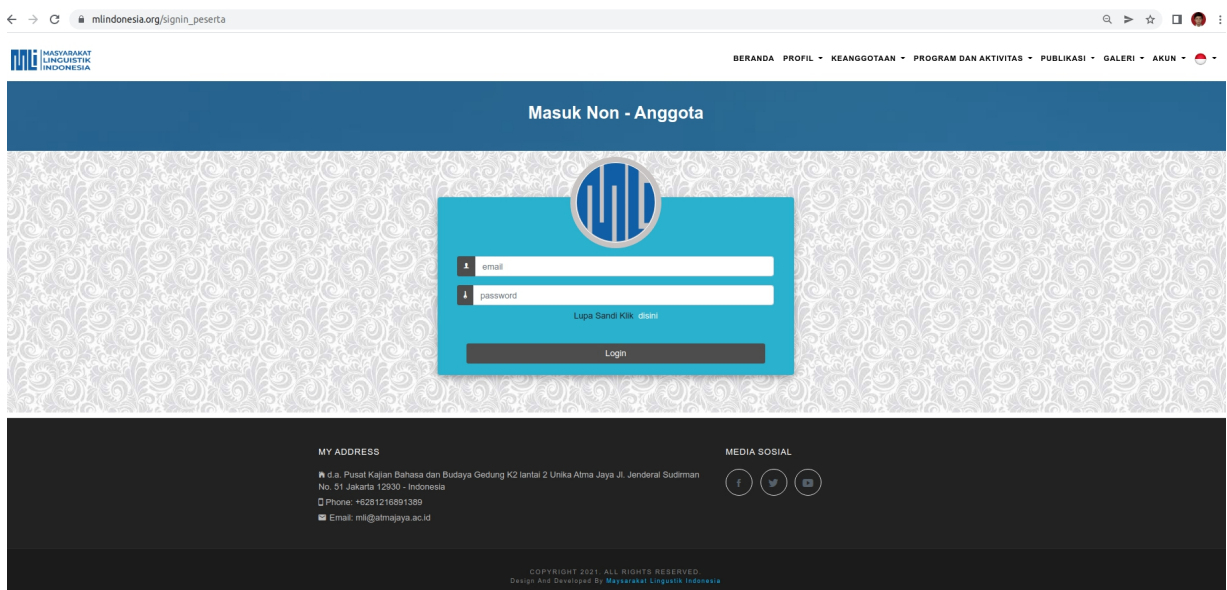 mlindonesia.org/signin_peserta
MASYARAKAT
LINGUISTIK
INDONESIA
BERANDA PROFIL KEANGGOTAAN PROGRAM DAN AKTIVITAS PUBLIKASI GALERI AKUN
Masuk Non - Anggota
email
password
Lupa Sandi Klik disini
Login
MY ADDRESS
d.a. Pusat Kajian Bahasa dan Budaya Gedung K2 lantai 2 Unika Atma Jaya Jl. Jenderal Sudirman
No. 51 Jakarta 12930 - Indonesia
Phone: +6281216891389
Email: mli@atmajaya.ac.id
MEDIA SOSIAL
COPYRIGHT 2021. ALL RIGHTS RESERVED.
Design And Developed By Maysarakat Lingustik Indonesia